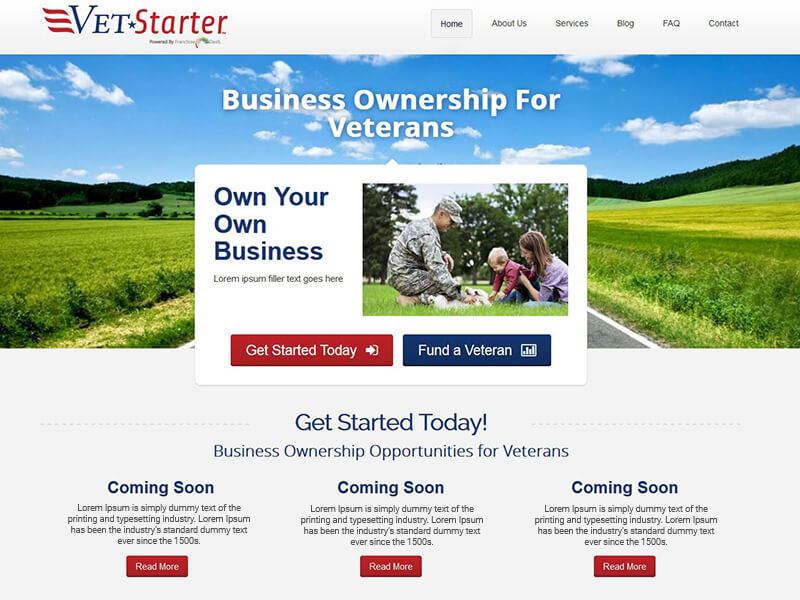 VET★Starter™
Powered By Franchise Deals
Home
About Us
Services
Blog
FAQ
Contact
Business Ownership For
Veterans
Own Your
Own
Business
Lorem ipsum filler text goes here
Get Started Today
Fund a Veteran
Get Started Today!
Business Ownership Opportunities for Veterans
Coming Soon
Lorem Ipsum is simply dummy text of the
printing and typesetting industry. Lorem Ipsum
has been the industry's standard dummy text
ever since the 1500s.
Read More
Coming Soon
Lorem Ipsum is simply dummy text of the
printing and typesetting industry. Lorem Ipsum
has been the industry's standard dummy text
ever since the 1500s.
Read More
Coming Soon
Lorem Ipsum is simply dummy text of the
printing and typesetting industry. Lorem Ipsum
has been the industry's standard dummy text
ever since the 1500s.
Read More